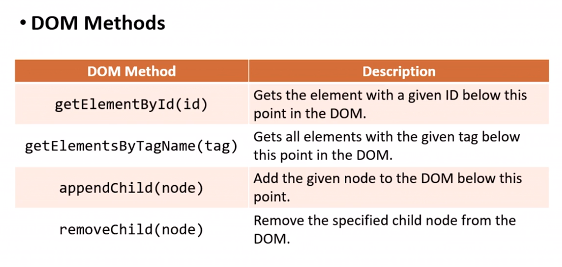 • DOM Methods
DOM Method Description
getElementById(id) Gets the element with a given ID below this
point in the DOM.
getElementsByTagName(tag) Gets all elements with the given tag below
this point in the DOM.
appendChild(node) Add the given node to the DOM below this
point.
removeChild(node) Remove the specified child node from the
DOM.